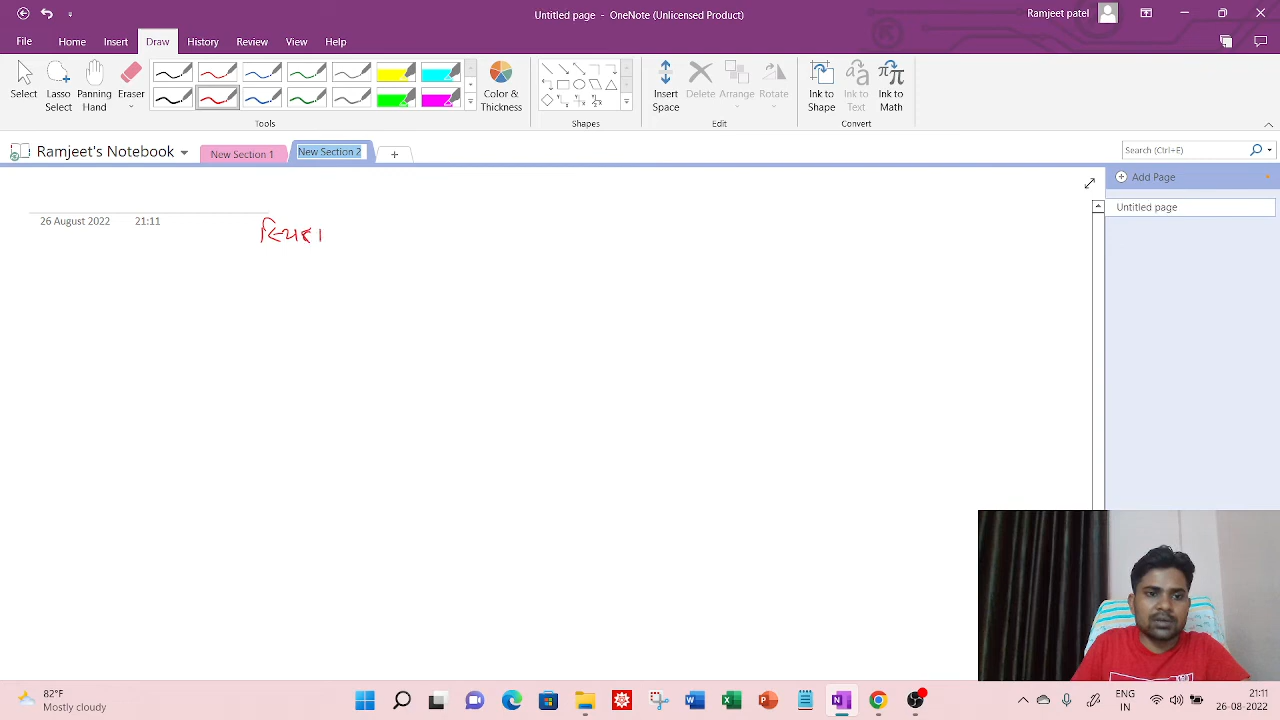 Untitled page - OneNote (Unlicensed Product)
Ramjeet patel
File Home Insert Draw History Review View Help
Select
Lasso Select
Panning Hand
Eraser
Color & Thickness
Insert Space
Delete
Arrange
Rotate
Ink to Shape
Ink to Text
Ink to Math
Tools
Shapes
Edit
Convert
Ramjeet's Notebook
New Section 1
New Section 2
Search (Ctrl+E)
Add Page
Untitled page
26 August 2022 21:11
82°F
Mostly cloudy
ENG
IN
21:11
26-08-2022